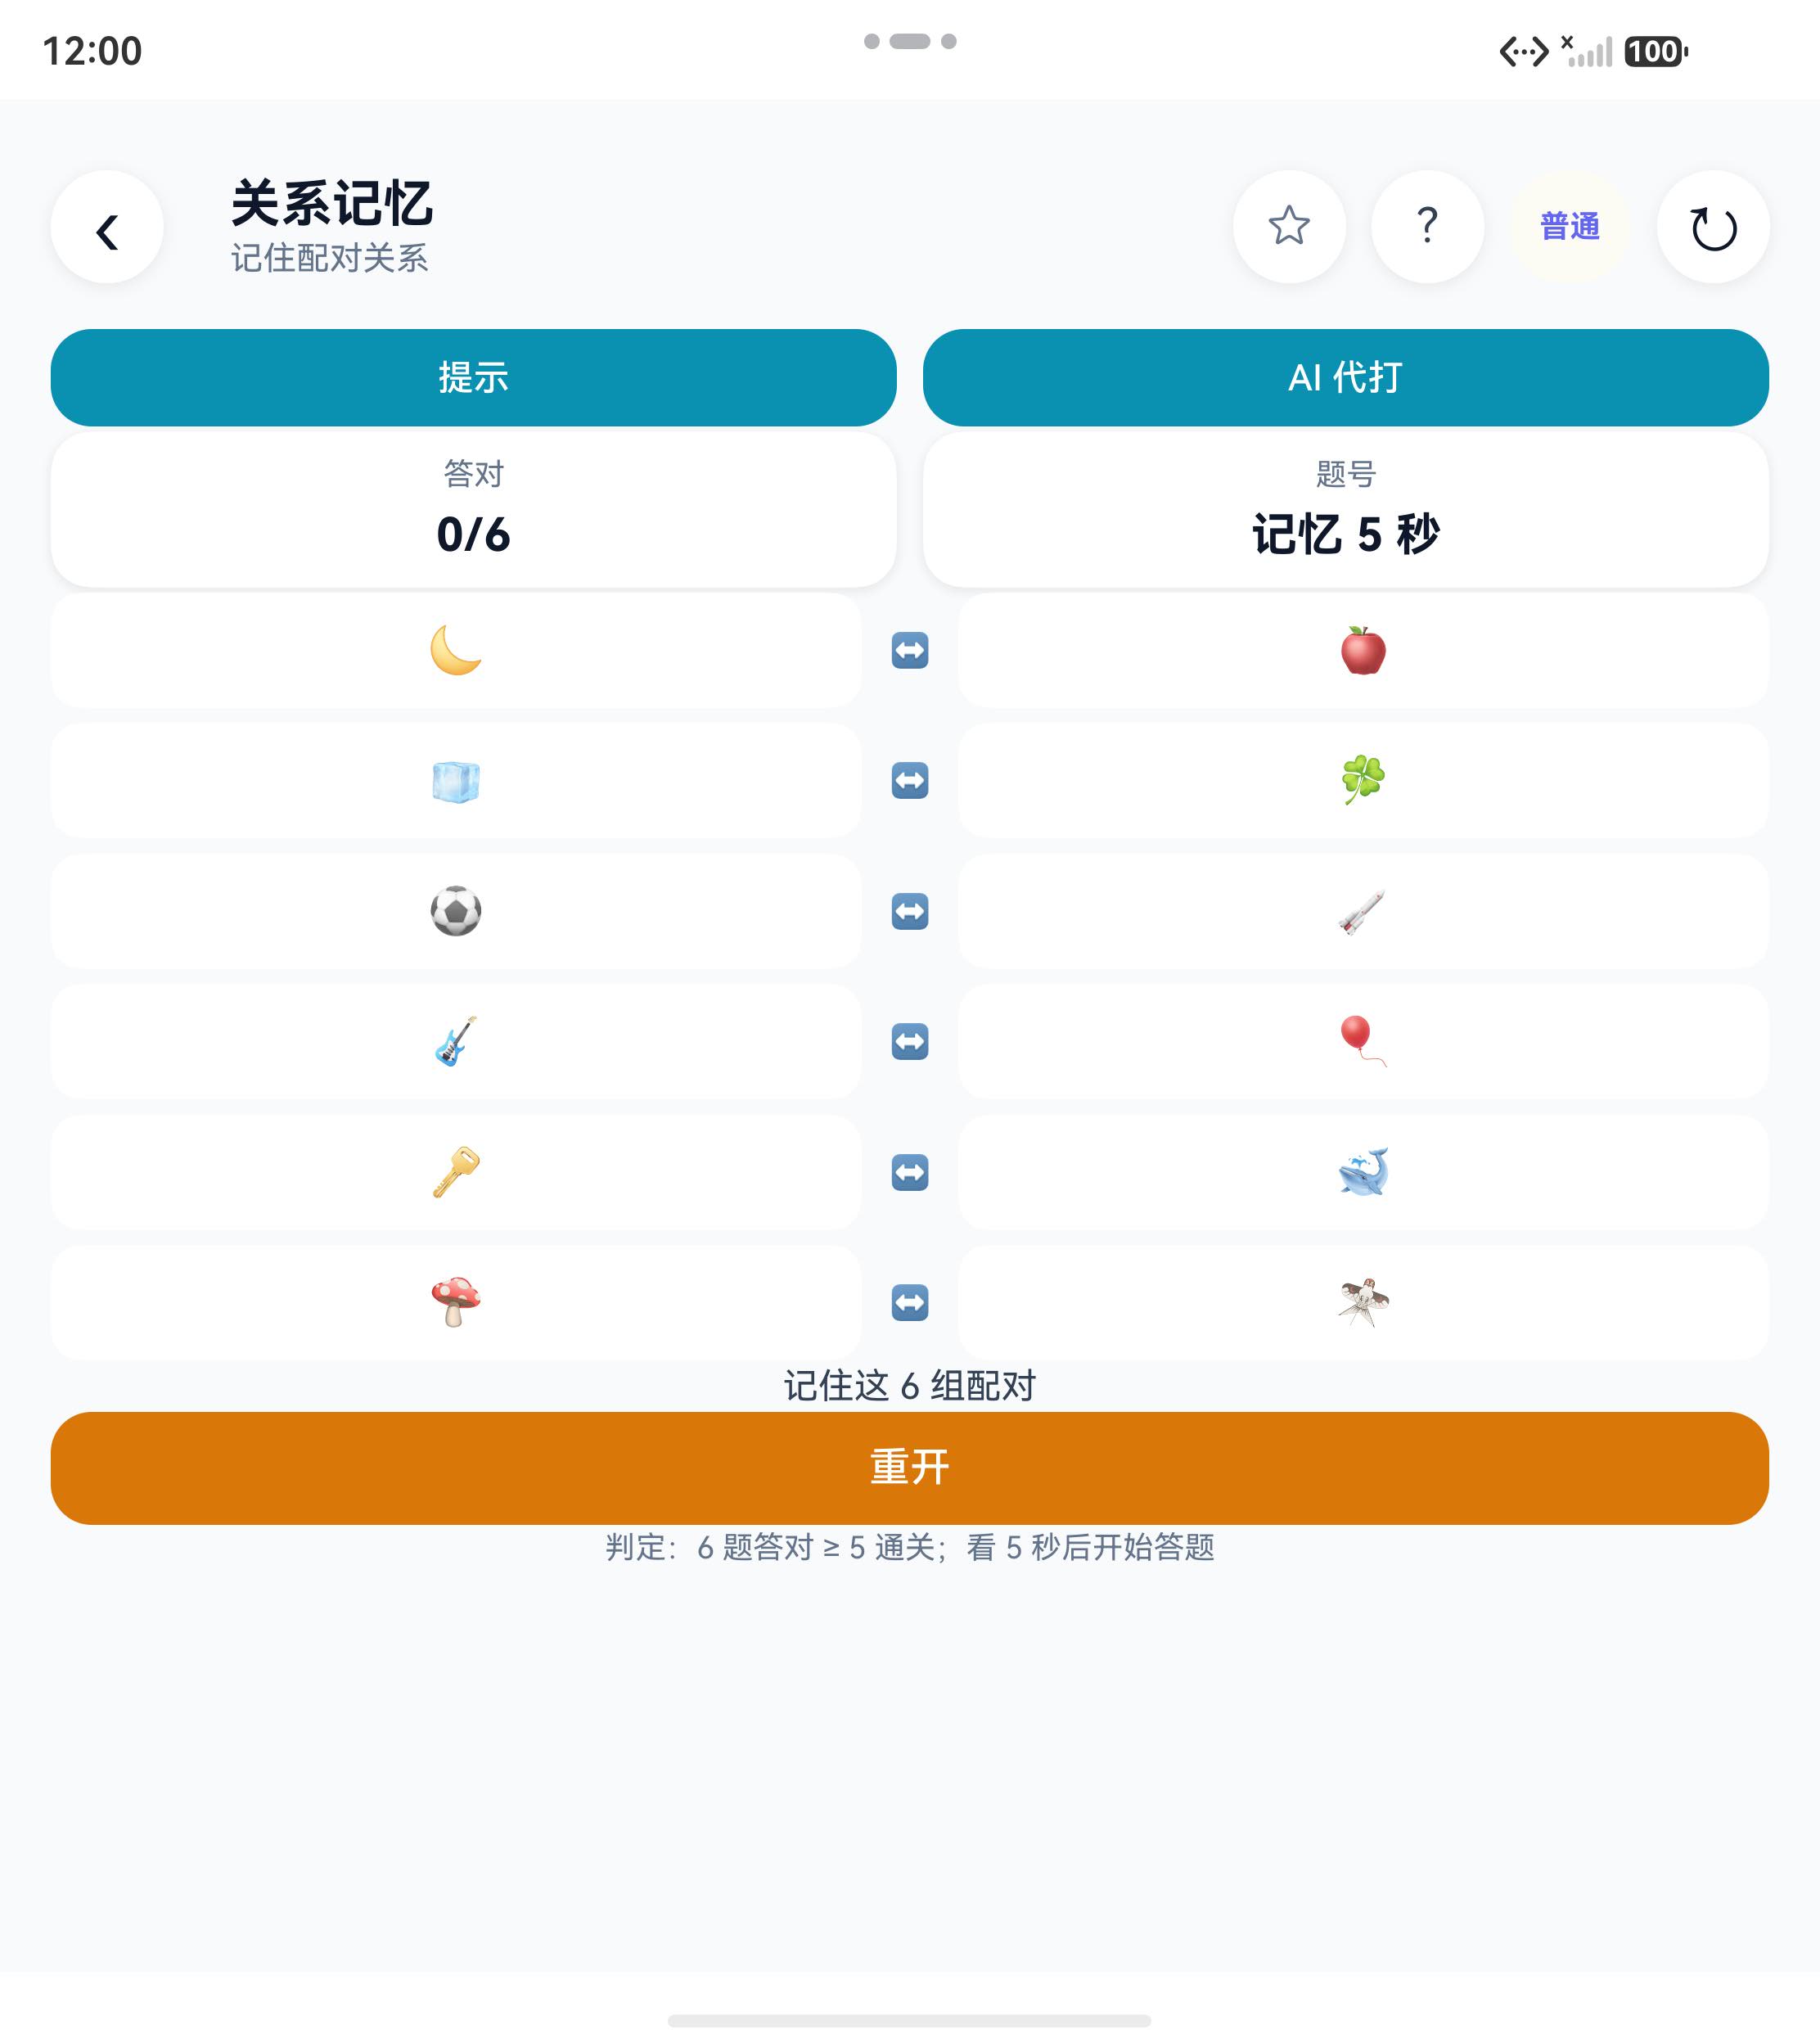 12:00
100
关系记忆
记住配对关系
?
普通
提示
AI 代打
答对
题号
0/6
记忆 5 秒
记住这 6 组配对
重开
判定：6 题答对 ≥ 5 通关；看 5 秒后开始答题